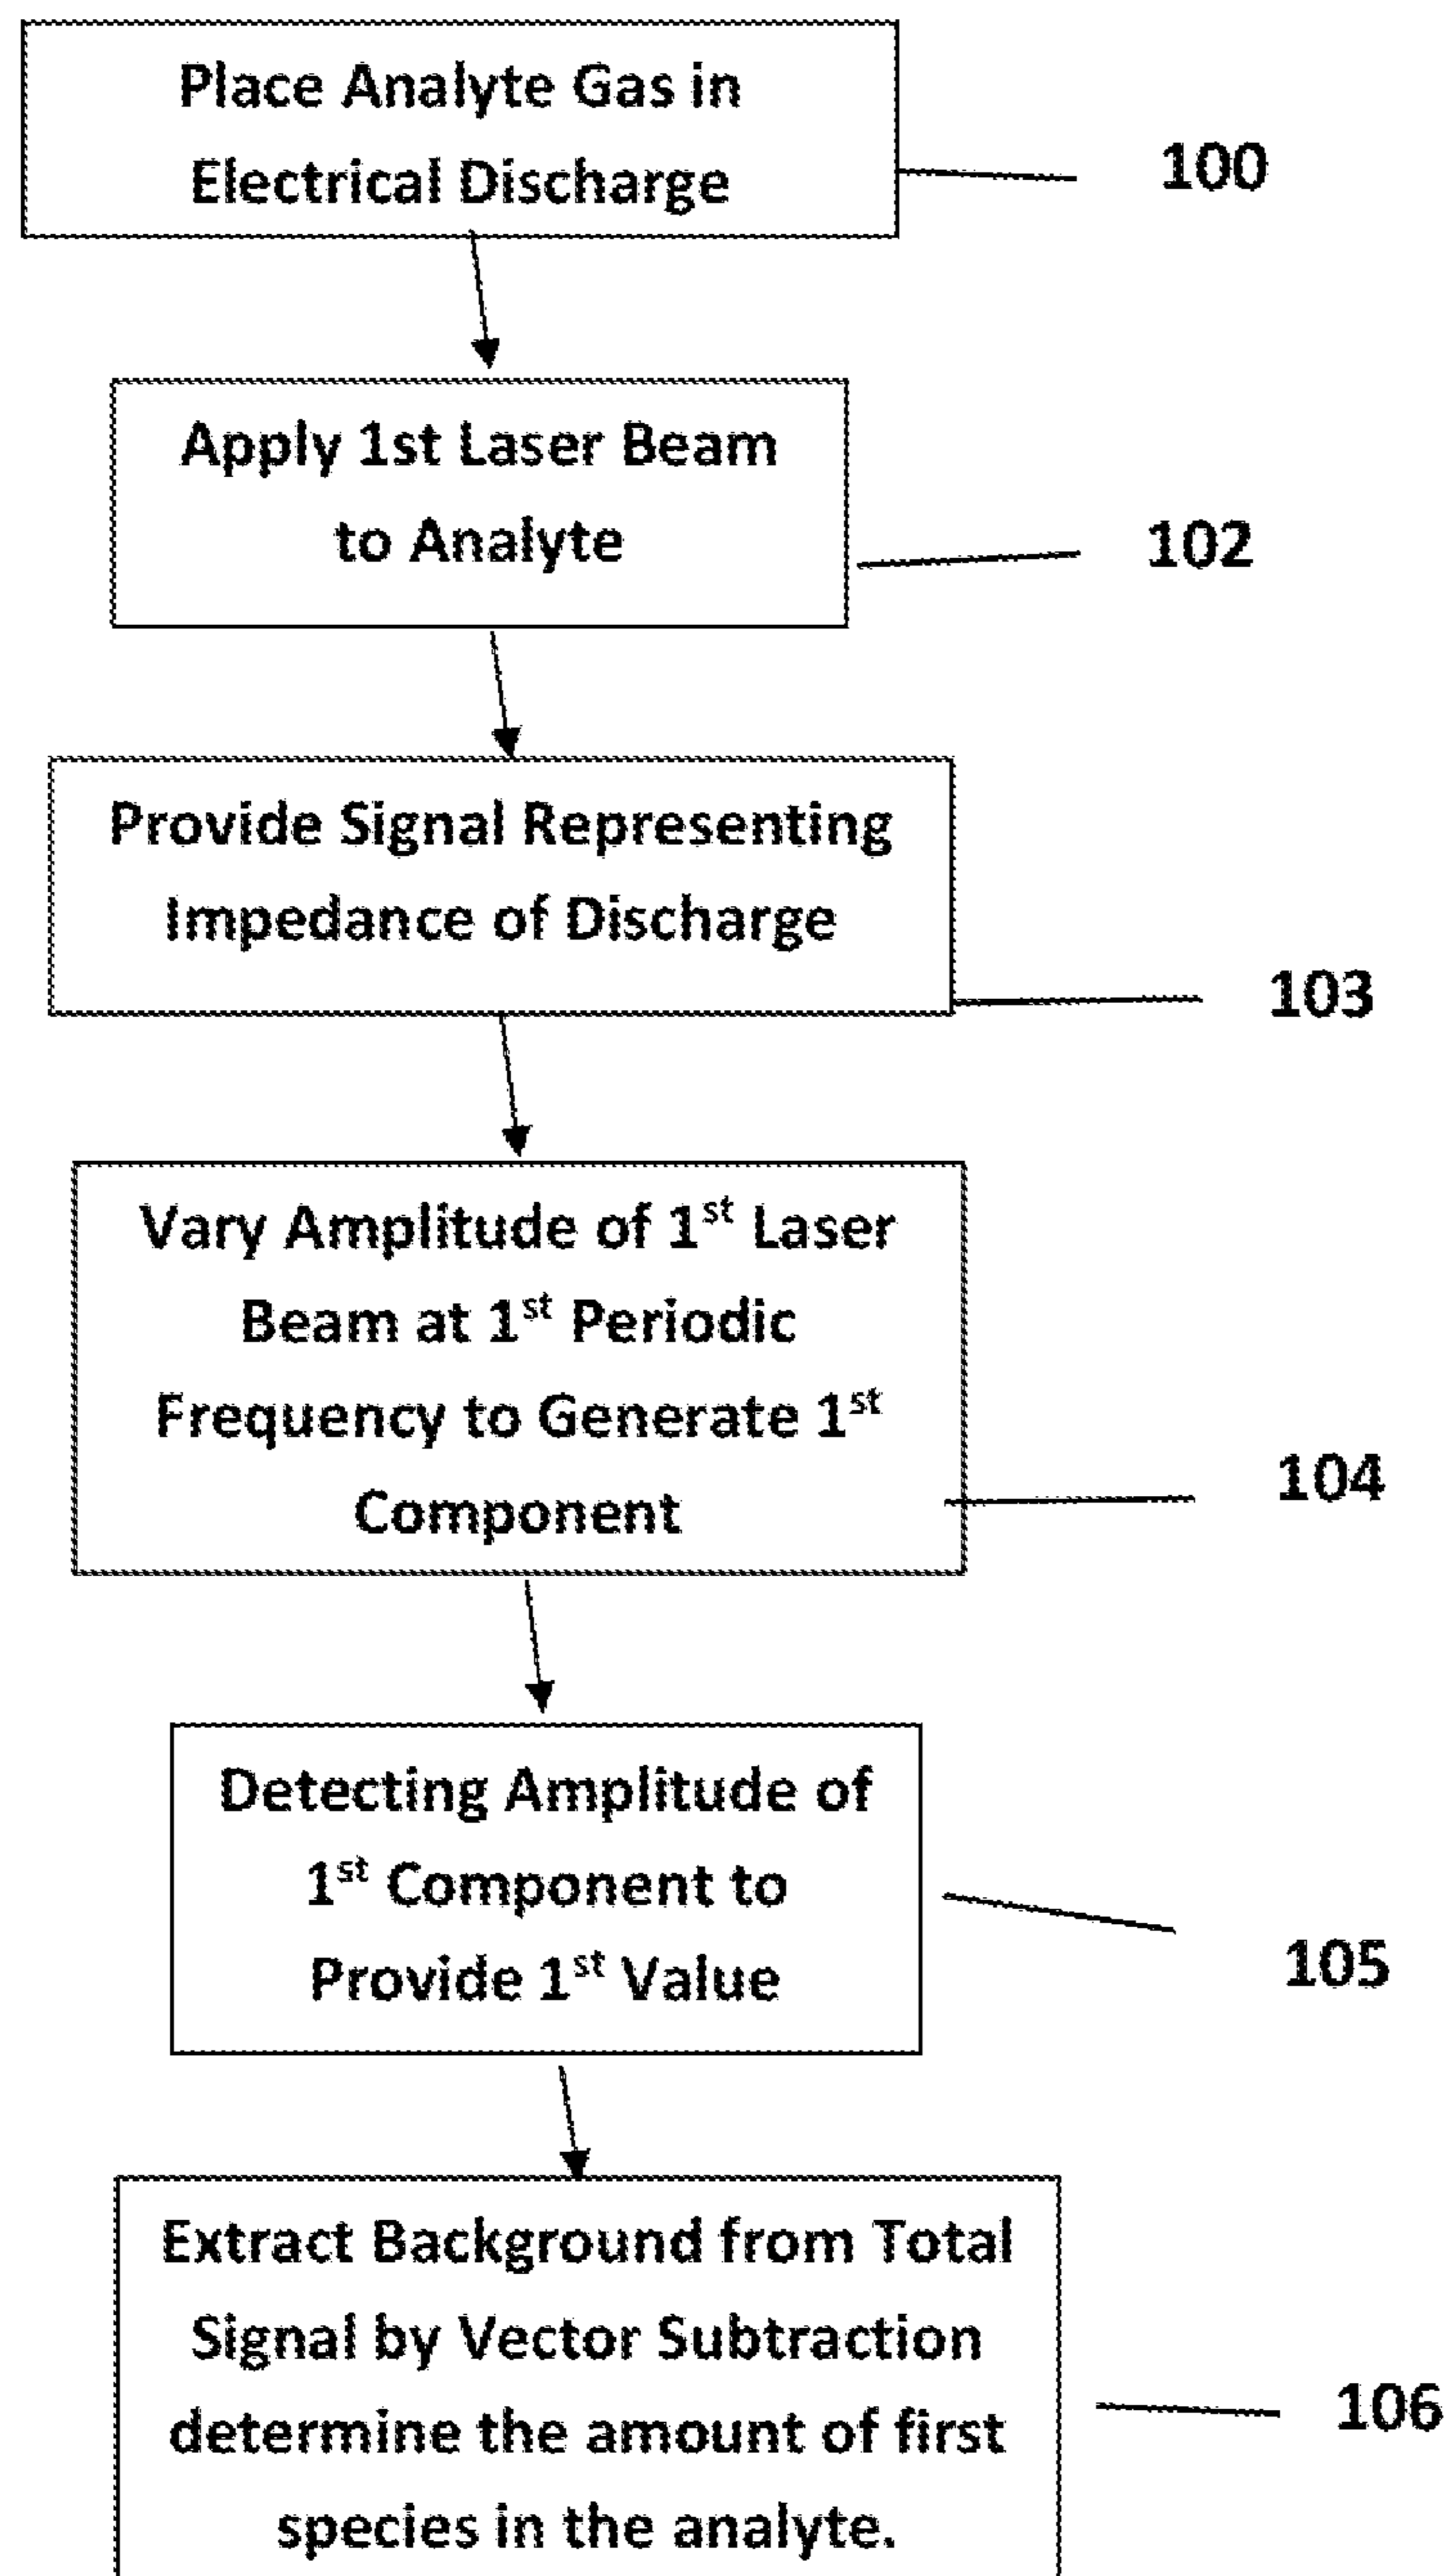 Place Analyte Gas in
Electrical Discharge
100
Apply 1st Laser Beam
to Analyte
102
Provide Signal Representing
Impedance of Discharge
103
Vary Amplitude of 1st Laser
Beam at 1st Periodic
Frequency to Generate 1st
Component
104
Detecting Amplitude of
1st Component to
Provide 1st Value
105
Extract Background from Total
Signal by Vector Subtraction
determine the amount of first
species in the analyte.
106